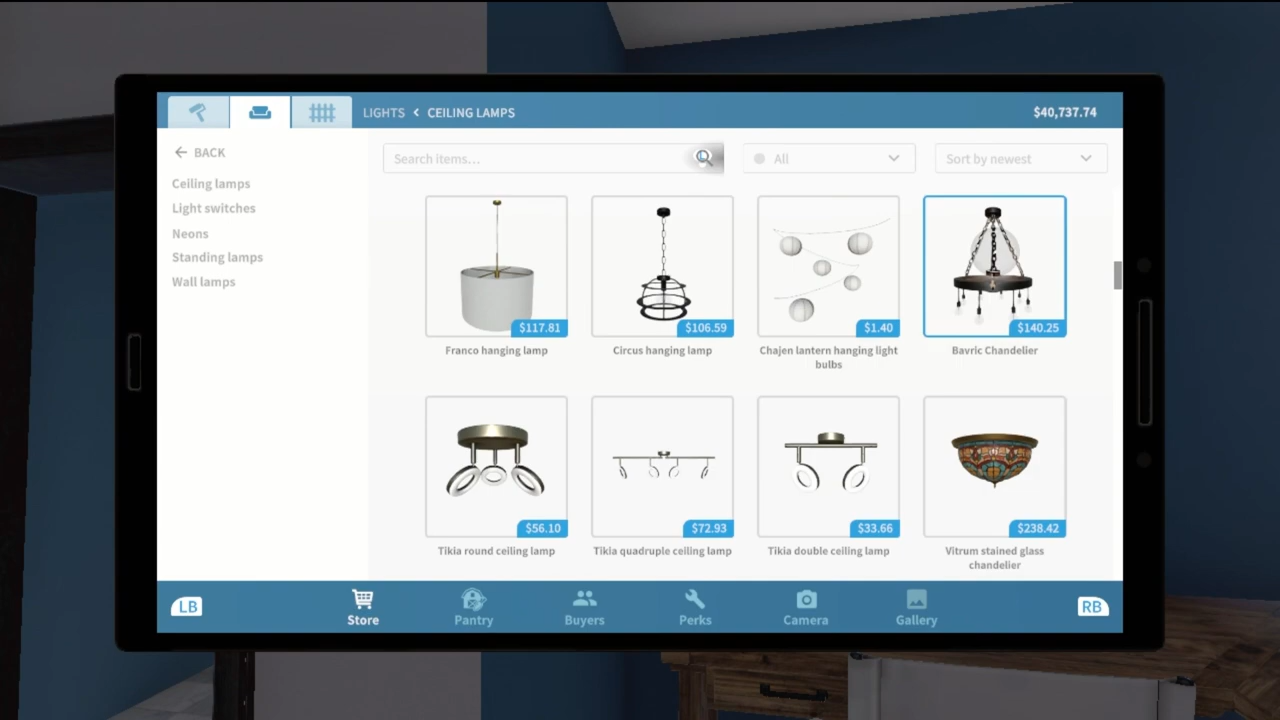 LIGHTS < CEILING LAMPS
$40,737.74
BACK
Search items...
All
Sort by newest
Ceiling lamps
Light switches
Neons
Standing lamps
Wall lamps
$117.81
$106.59
$1.40
$140.25
Franco hanging lamp
Circus hanging lamp
Chajen lantern hanging light
bulbs
Bavric Chandelier
$56.10
$72.93
$33.66
$238.42
Tikia round ceiling lamp
Tikia quadruple ceiling lamp
Tikia double ceiling lamp
Vitrum stained glass
chandelier
LB
Store
Pantry
Buyers
Perks
Camera
Gallery
RB